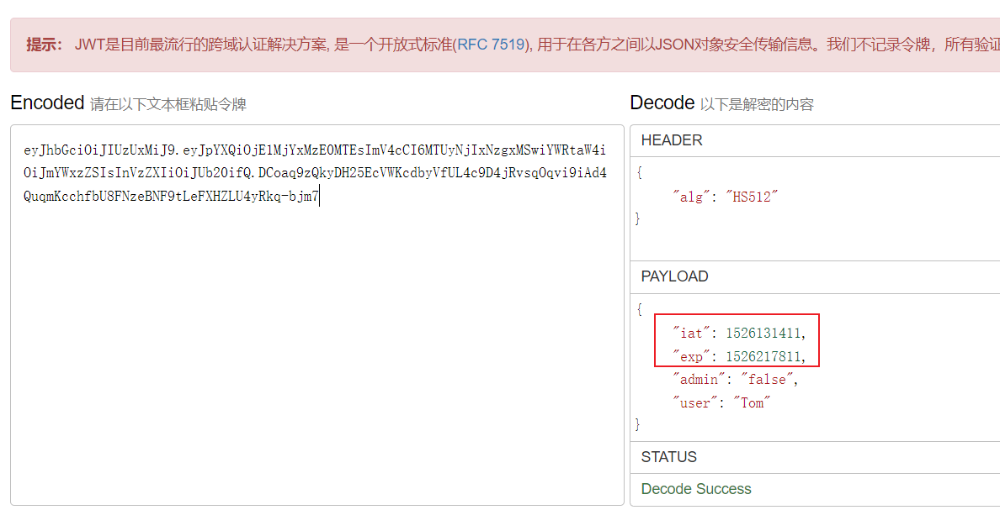 提示： JWT是目前最流行的跨域认证解决方案, 是一个开放式标准(RFC 7519), 用于在各方之间以JSON对象安全传输信息。我们不记录令牌，所有验证
Encoded 请在以下文本框粘贴令牌
eyJhbGciOiJIUzUxMiJ9.eyJpYXQiOjE1MjYxMzE0MTEsImV4cCI6MTUyNjIxNzgxMSwiYWRtaW4i
OiJmYWxzZSIsInVzZXIiOiJUb20ifQ.DCoaq9zQkyDH25EcVWKcdbyVfUL4c9D4jRvsqOqvi9iAd4
QuqmKcchfbU8FNzeBNF9tLeFXHZLU4yRkq-bjm7
Decode 以下是解密的内容
HEADER
{
"alg": "HS512"
}
PAYLOAD
{
"iat": 1526131411,
"exp": 1526217811,
"admin": "false",
"user": "Tom"
}
STATUS
Decode Success